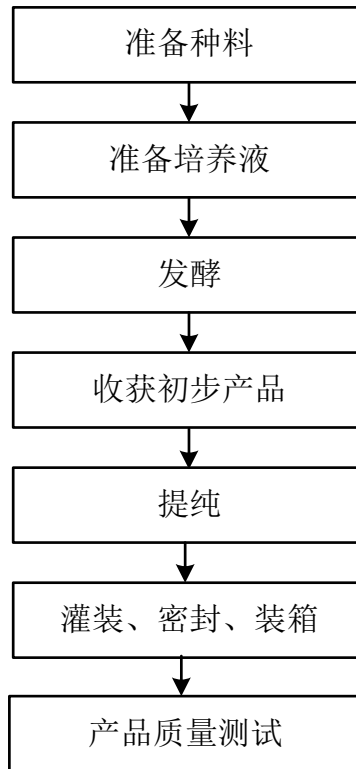 准备种料
准备培养液
发酵
收获初步产品
提纯
灌装、密封、装箱
产品质量测试